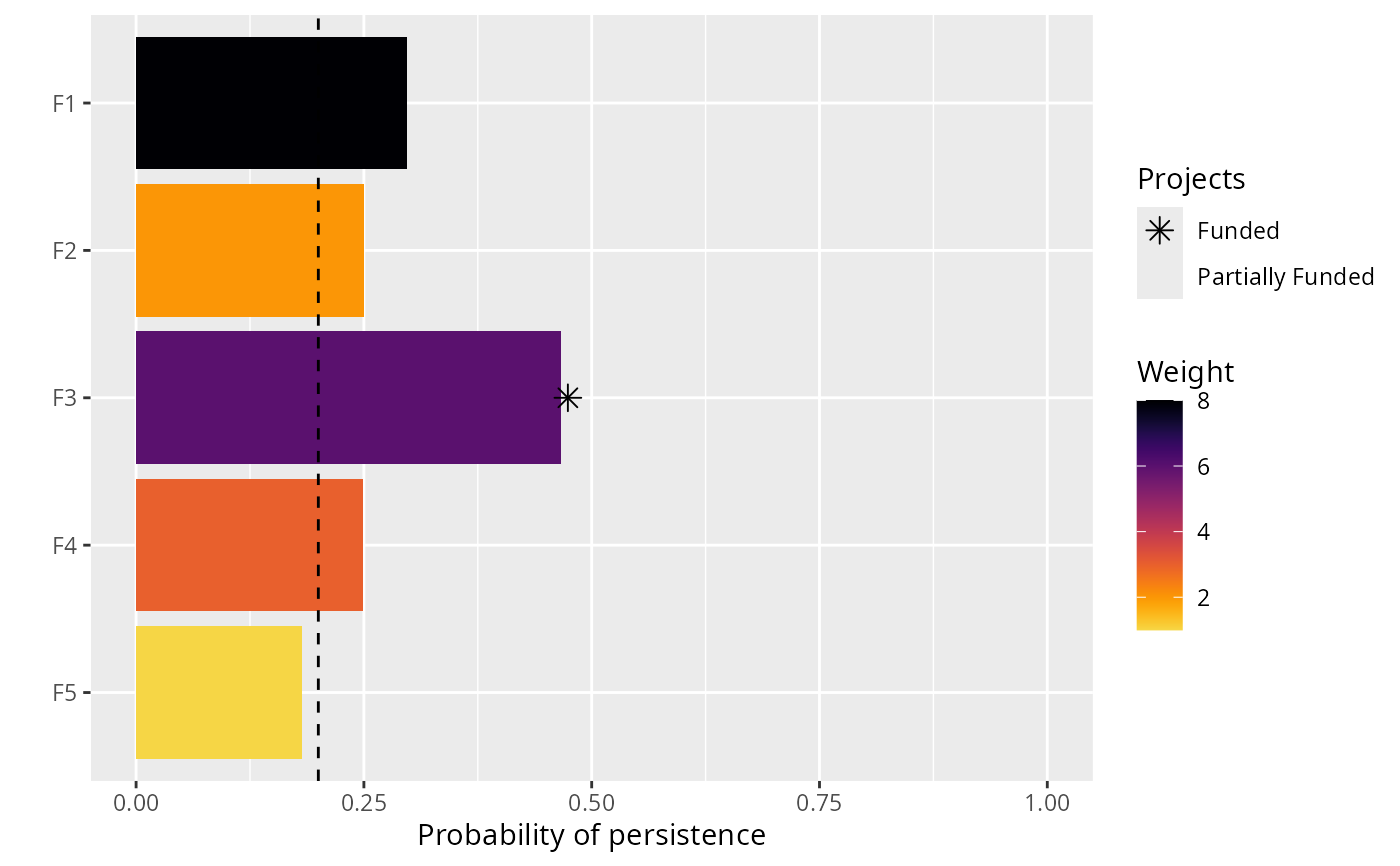 F1
F2
F3
F4
F5
0.00
0.25
0.50
0.75
1.00
Probability of persistence
Projects
Funded
Partially Funded
Weight
8
6
4
2